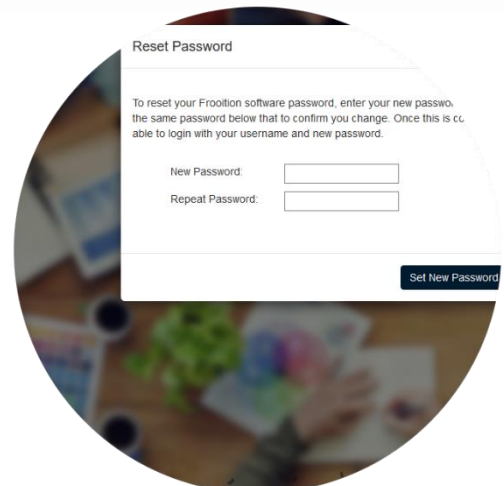 Reset Password
To reset your Frooition software password, enter your new
the same password below that to confirm you change. Once this is
able to login with your username and new password.
New Password:
Repeat Password:
Set New Password